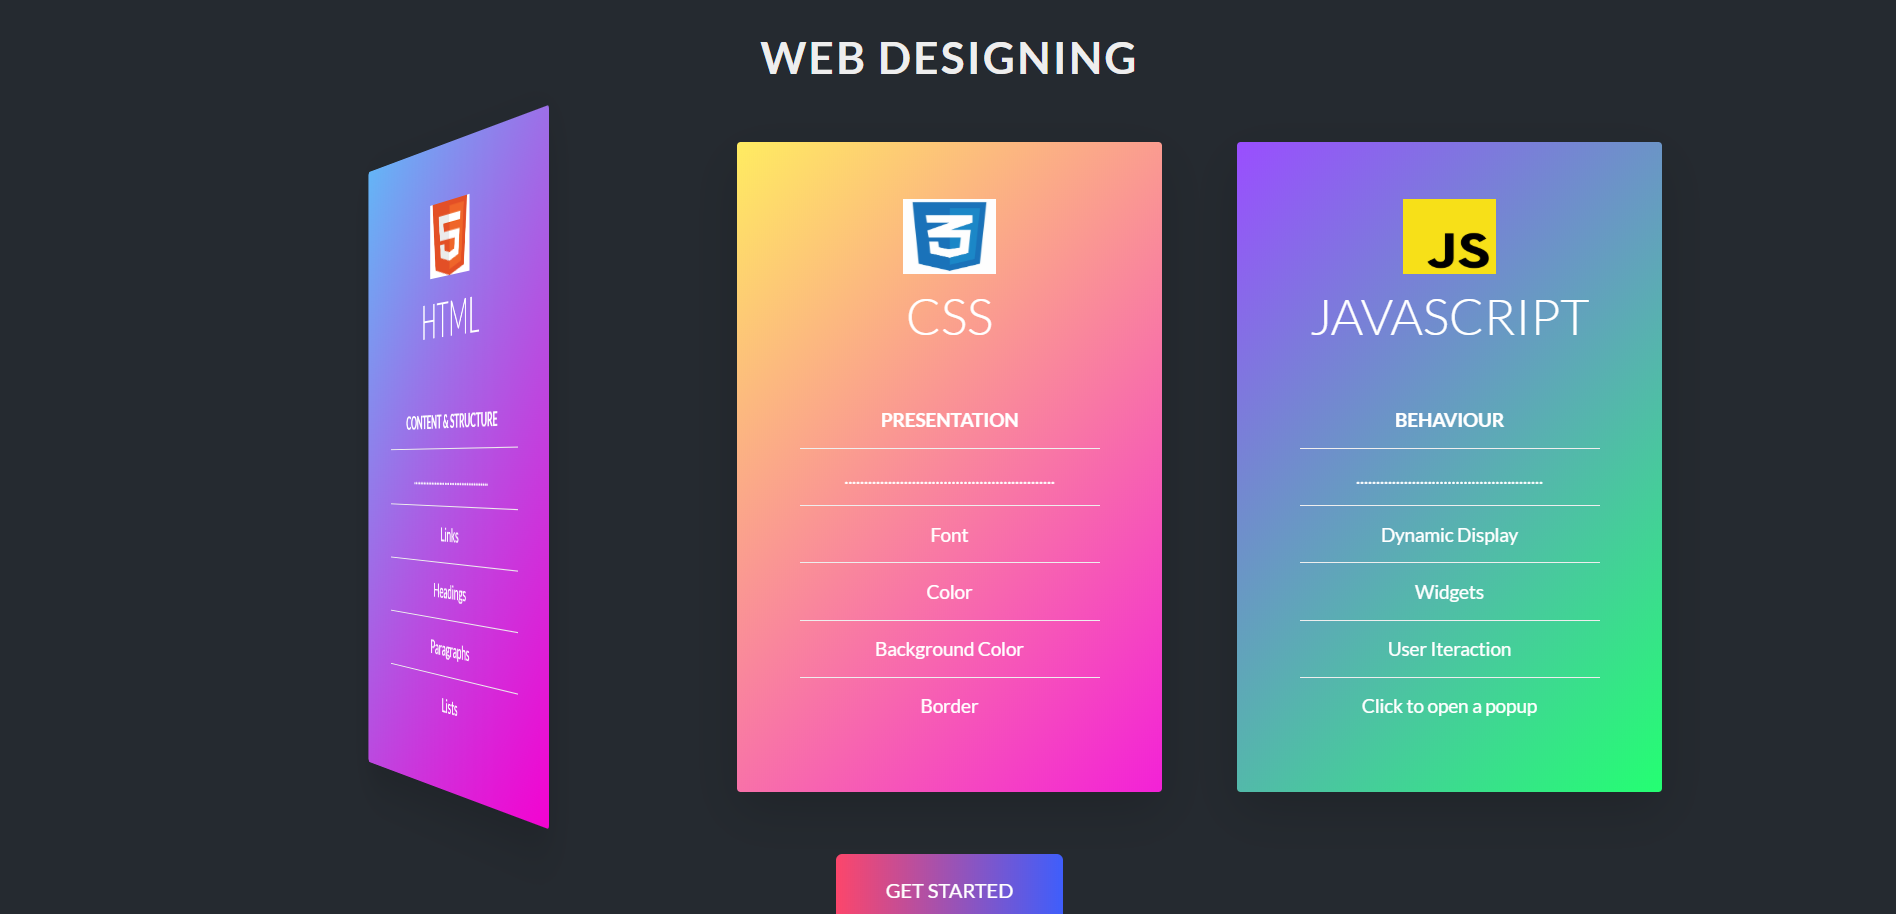 WEB DESIGNING
5
HTML
CONTENT & STRUCTURE
------------------------------
Links
Headings
Paragraphs
Lists
3
CSS
PRESENTATION
-----------------------------------------------------
Font
Color
Background Color
Border
JS
JAVASCRIPT
BEHAVIOUR
-----------------------------------------------
Dynamic Display
Widgets
User Iteraction
Click to open a popup
GET STARTED